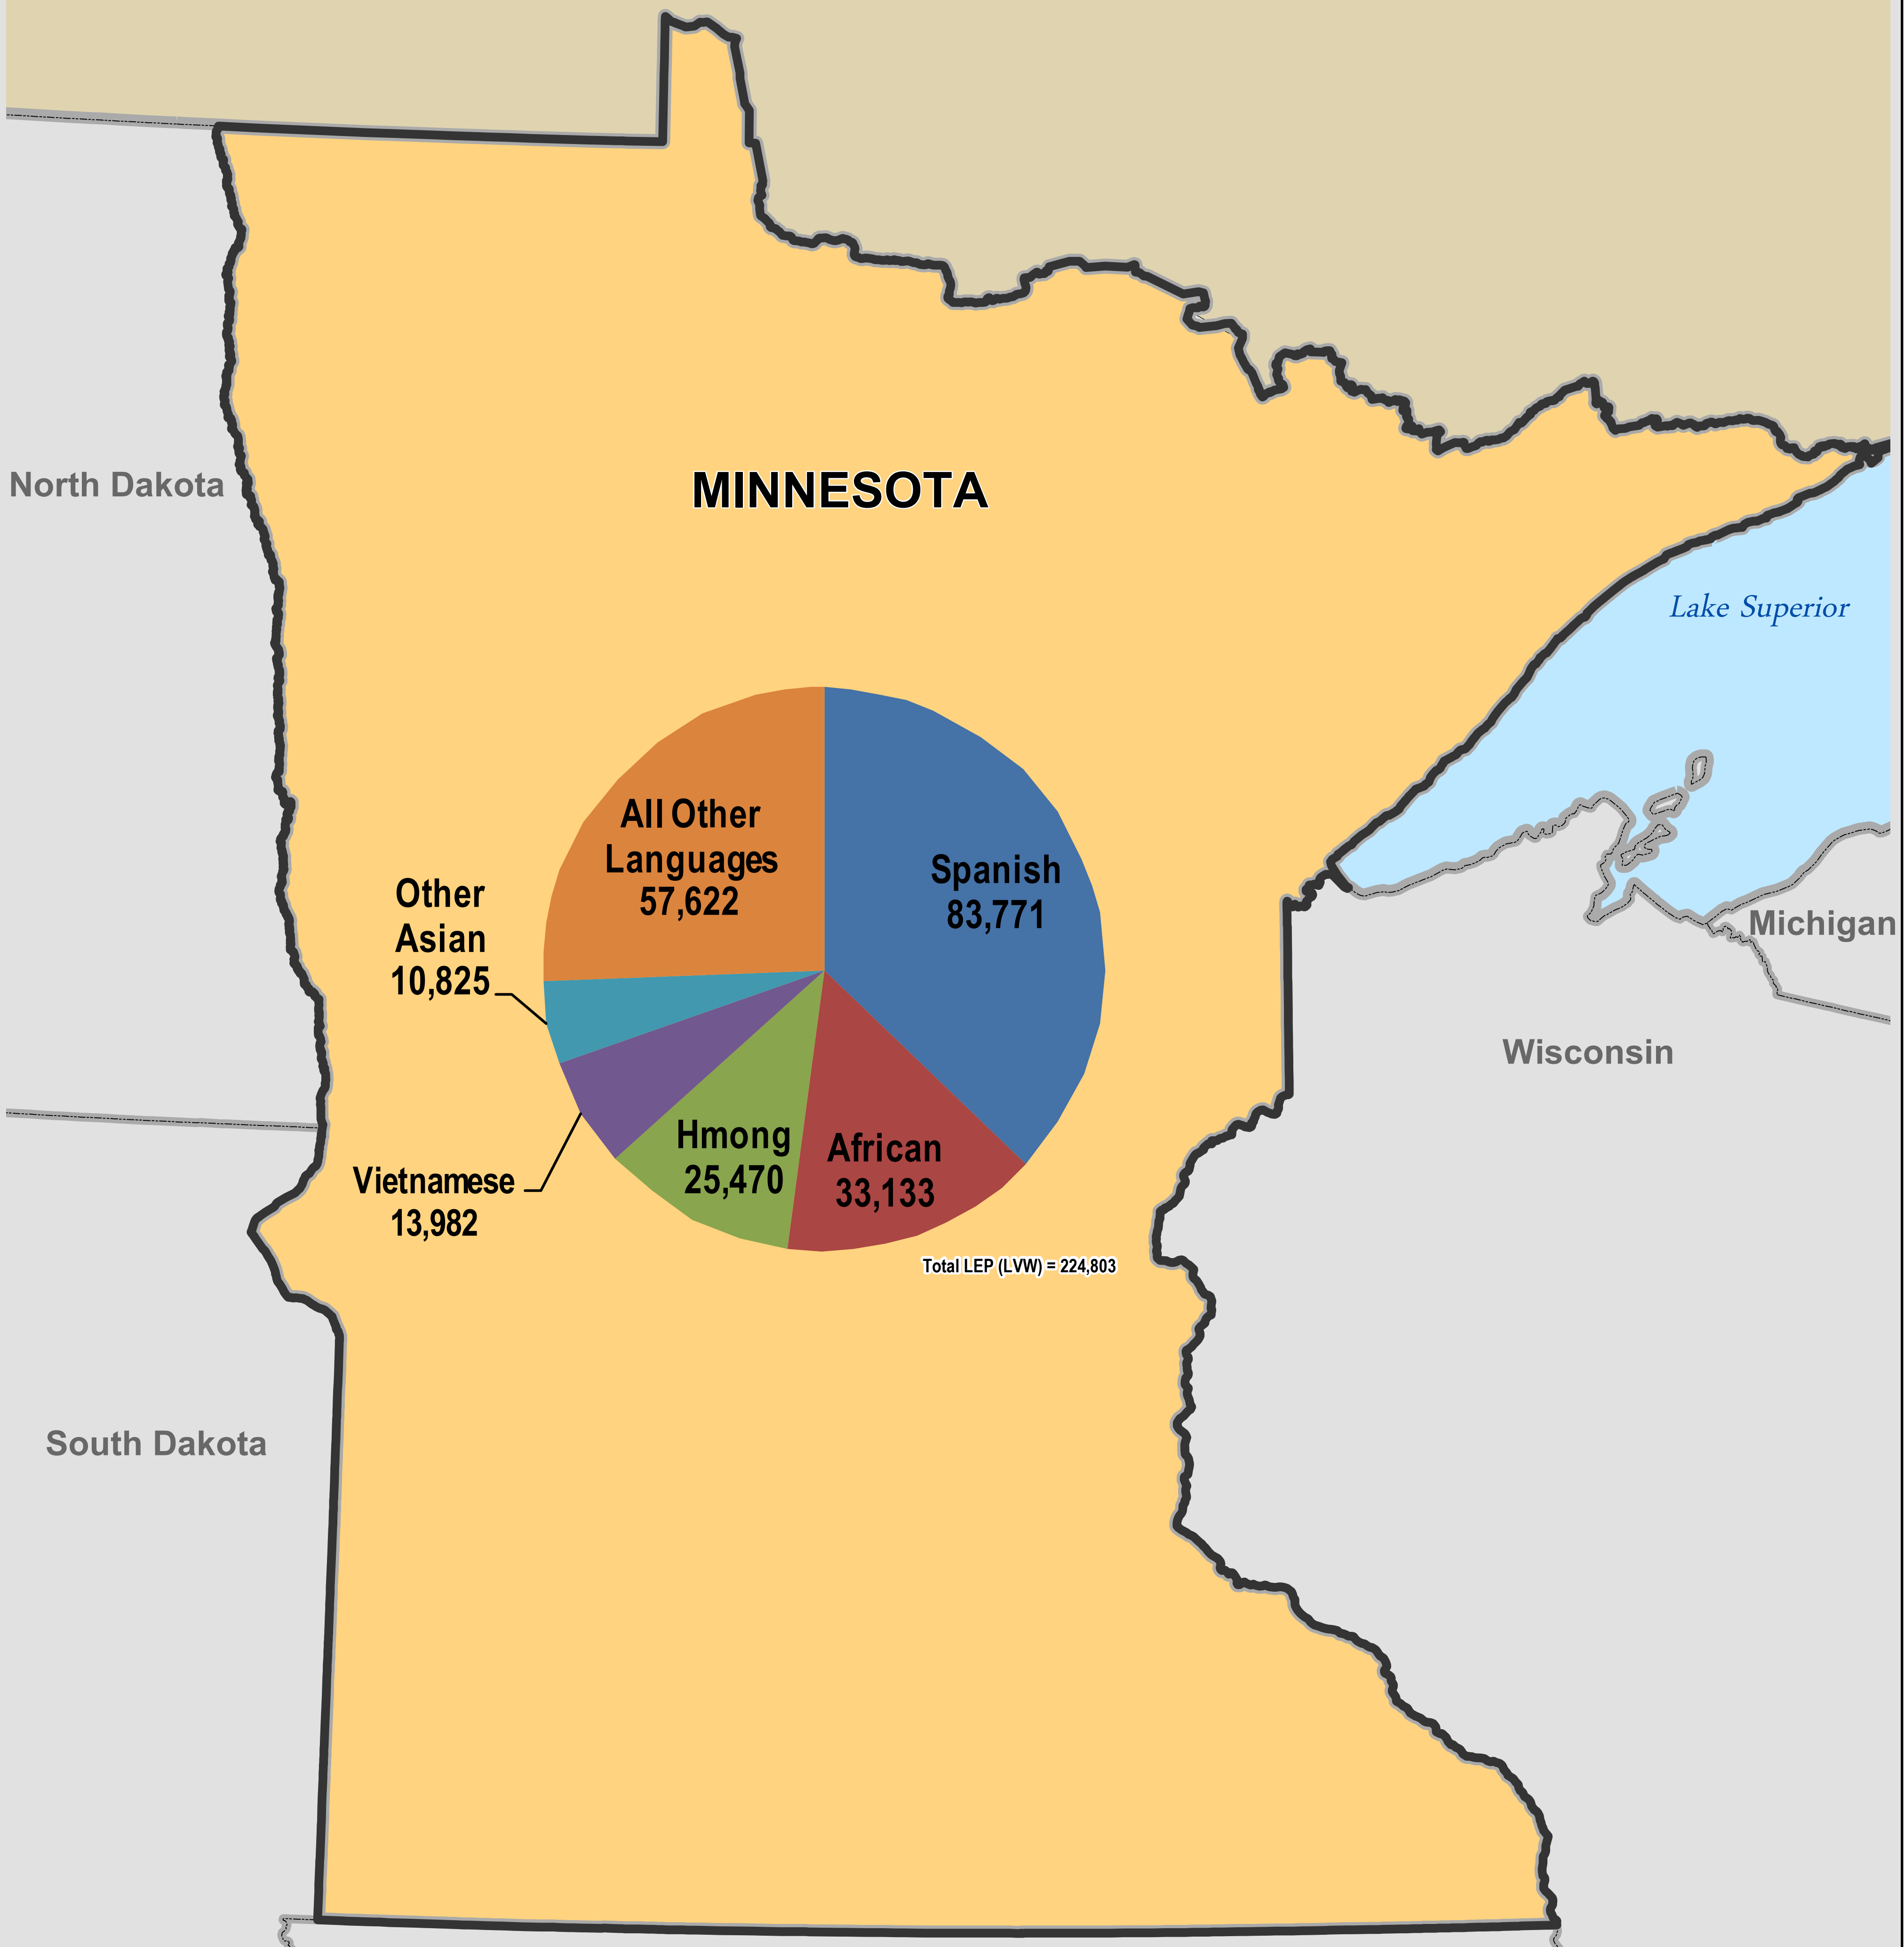 North Dakota
MINNESOTA
Lake Superior
All Other
Languages
57,622
Spanish
83,771
Other
Asian
10,825
Michigan
Wisconsin
Hmong
25,470
African
33,133
Vietnamese
13,982
Total LEP (LVW) = 224,803
South Dakota